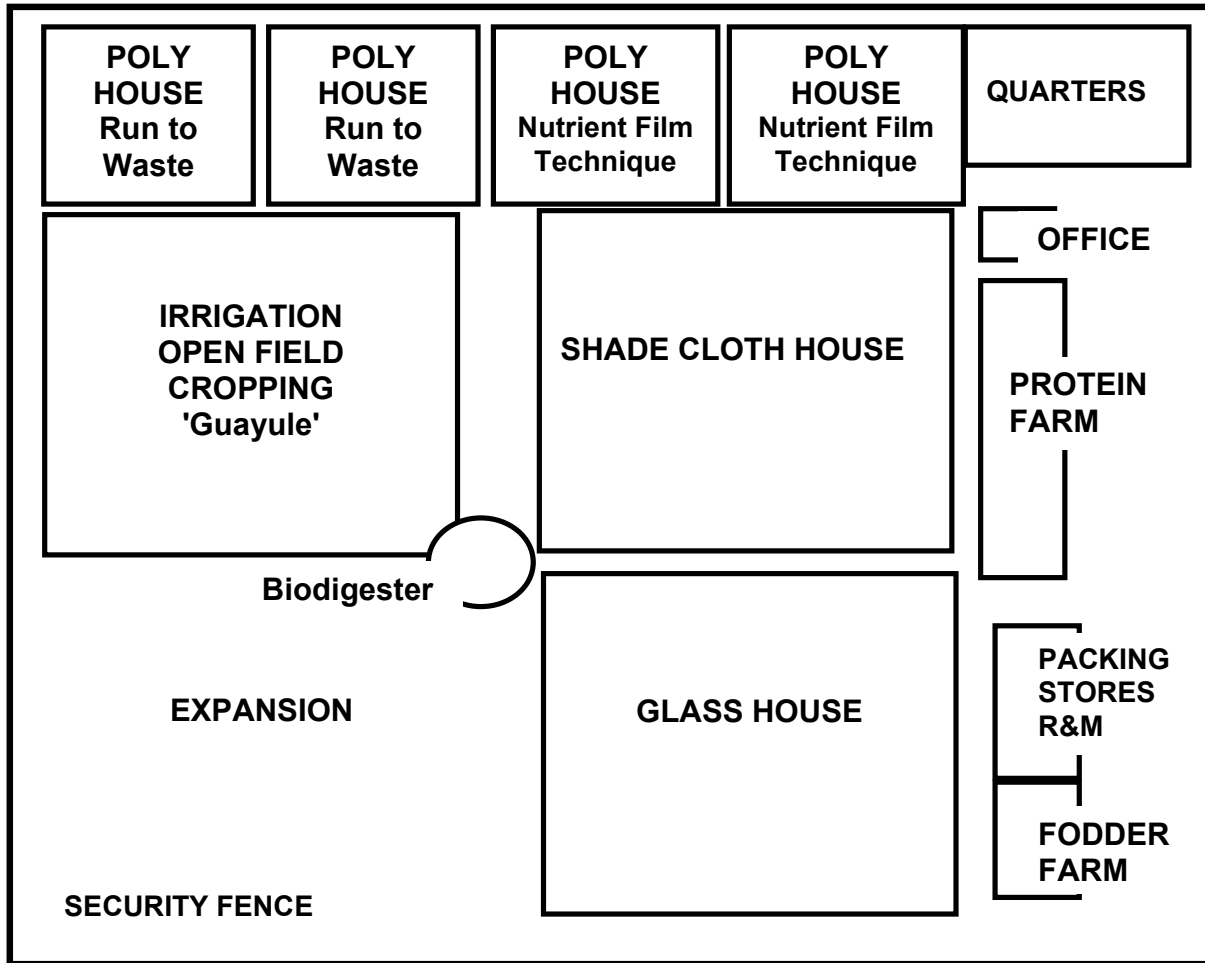 POLY
HOUSE
Run to
Waste
POLY
HOUSE
Run to
Waste
POLY
HOUSE
Nutrient Film
Technique
POLY
HOUSE
Nutrient Film
Technique
QUARTERS
OFFICE
IRRIGATION
OPEN FIELD
CROPPING
'Guayule'
SHADE CLOTH HOUSE
PROTEIN
FARM
Biodigester
EXPANSION
GLASS HOUSE
PACKING
STORES
R&M
FODDER
FARM
SECURITY FENCE